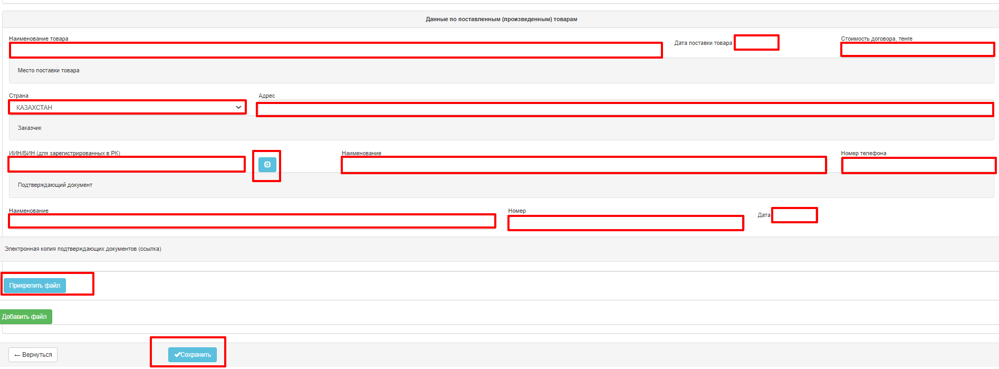 Данные по поставленным (произведенным) товарам
Наименование товара
Дата поставки товара
Стоимость договора, тенге
Место поставки товара
Страна
Адрес
КАЗАХСТАН
Заказчик
ИИН/БИН (для зарегистрированных в РК)
Наименование
Номер телефона
Подтверждающий документ
Наименование
Номер
Дата
Электронная копия подтверждающих документов (ссылка)
Прикрепить файл
Добавить файл
← Вернуться
Сохранить